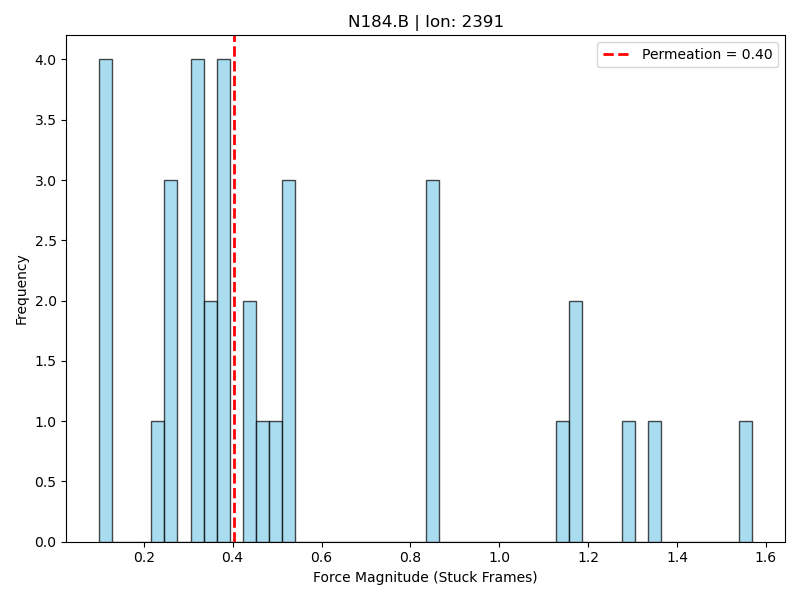 N184.B | Ion: 2391
Permeation = 0.40
4.0
3.5
3.0
2.5
2.0
1.5
1.0
0.5
0.0
Frequency
0.2 0.4 0.6 0.8 1.0 1.2 1.4 1.6
Force Magnitude (Stuck Frames)